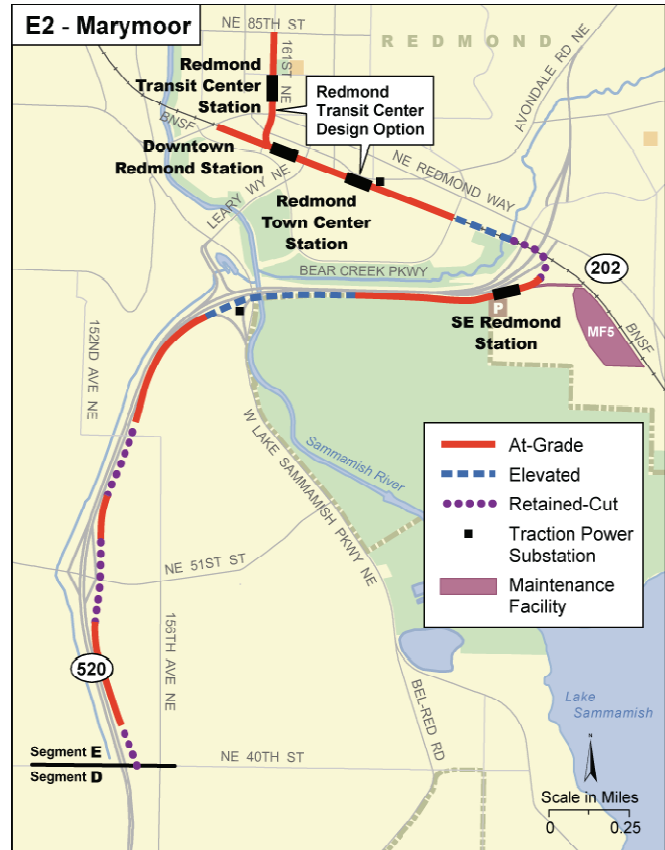 E2 - Marymoor
NE 85TH ST
REDMOND
161ST NE
AVONDALE RD NE
Redmond
Transit Center
Station
Redmond
Transit Center
Design Option
BNSF
Downtown
Redmond Station
NE REDMOND WAY
LEARY WY NE
Redmond
Town Center
Station
BEAR CREEK PKWY
202
P
SE Redmond
Station
MF5
BNSF
152ND AVE NE
W LAKE SAMMAMISH PKWY NE
Sammamish River
At-Grade
Elevated
Retained-Cut
Traction Power
Substation
Maintenance
Facility
NE 51ST ST
156TH AVE NE
520
BEL-RED RD
Lake
Sammamish
Segment E
Segment D
NE 40TH ST
N
Scale in Miles
0 0.25